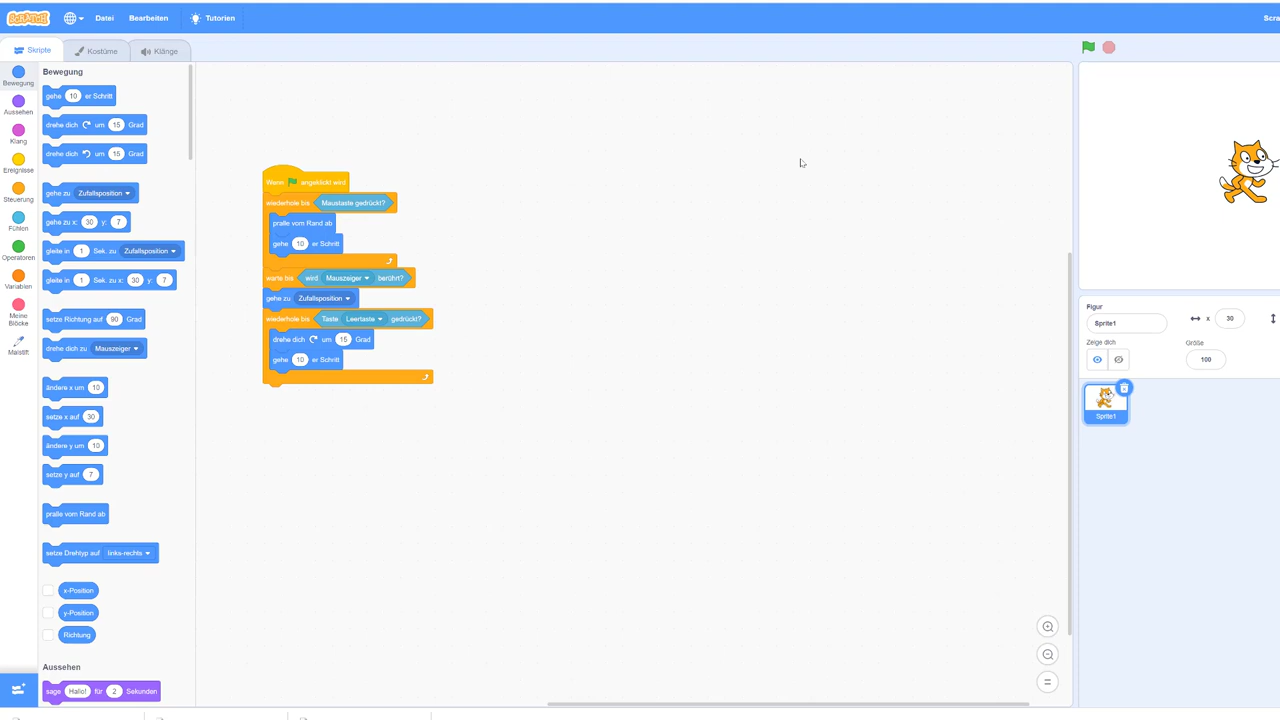 SCRATCH Datei Bearbeiten Tutorien Scra
Skripte Kostüme Klänge
Bewegung
Aussehen
Klang
Ereignisse
Steuerung
Fühlen
Operatoren
Variablen
Meine
Blöcke
Malstift
Bewegung
gehe 10 er Schritt
drehe dich um 15 Grad
drehe dich um 15 Grad
gehe zu Zufallsposition
gehe zu x: 30 y: 7
gleite in 1 Sek. zu Zufallsposition
gleite in 1 Sek. zu x: 30 y: 7
setze Richtung auf 90 Grad
drehe dich zu Mauszeiger
ändere x um 10
setze x auf 30
ändere y um 10
setze y auf 7
pralle vom Rand ab
setze Drehtyp auf links-rechts
x-Position
y-Position
Richtung
Aussehen
sage Hallo! für 2 Sekunden
Wenn angeklickt wird
wiederhole bis Maustaste gedrückt?
pralle vom Rand ab
gehe 10 er Schritt
warte bis wird Mauszeiger berührt?
gehe zu Zufallsposition
wiederhole bis Taste Leertaste gedrückt?
drehe dich um 15 Grad
gehe 10 er Schritt
Figur
Sprite1 x 30
Zeige dich Größe
100
Sprite1